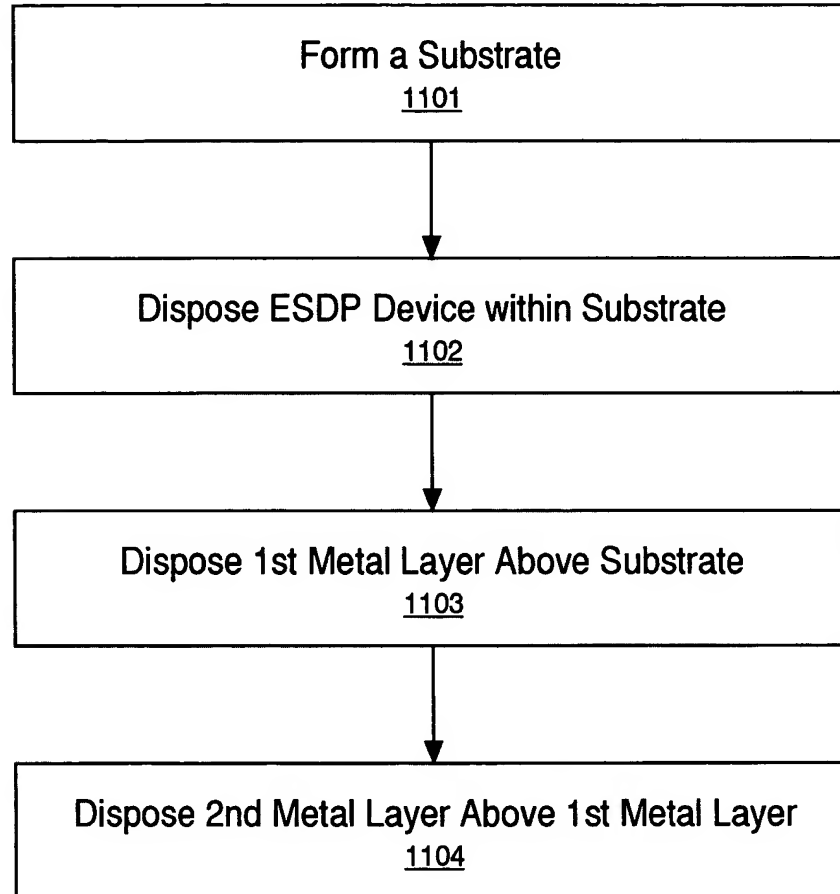 Form a Substrate
1101
Dispose ESDP Device within Substrate
1102
Dispose 1st Metal Layer Above Substrate
1103
Dispose 2nd Metal Layer Above 1st Metal Layer
1104